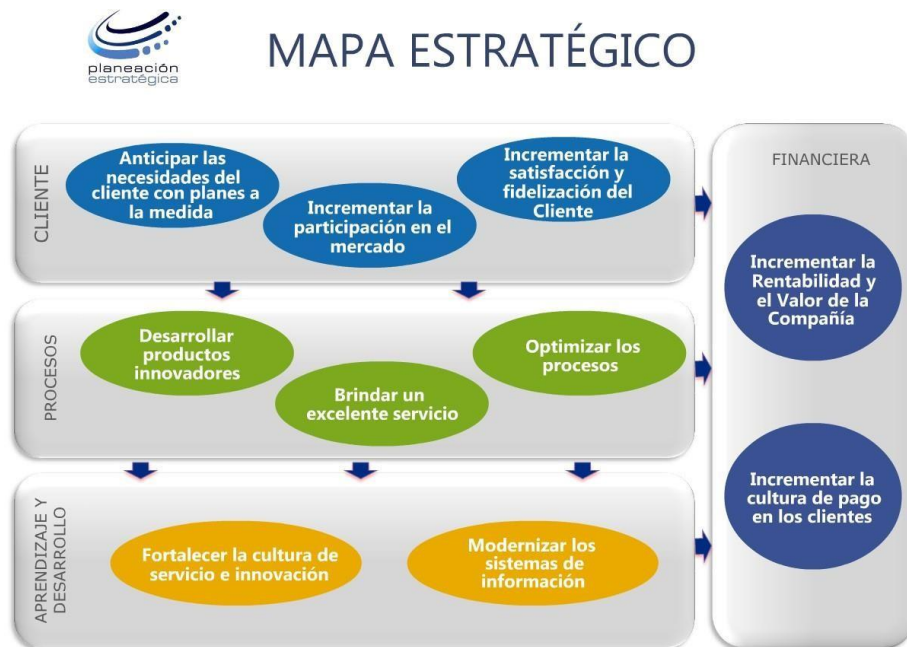 planeación
estratégica
MAPA ESTRATÉGICO
CLIENTE
Anticipar las
necesidades del
cliente con planes a
la medida
Incrementar la
participación en el
mercado
Incrementar la
satisfacción y
fidelización del
Cliente
PROCESOS
Desarrollar
productos
innovadores
Brindar un
excelente servicio
Optimizar los
procesos
APRENDIZAJE Y
DESARROLLO
Fortalecer la cultura de
servicio e innovación
Modernizar los
sistemas de
información
FINANCIERA
Incrementar la
Rentabilidad y
el Valor de la
Compañía
Incrementar la
cultura de pago
en los clientes